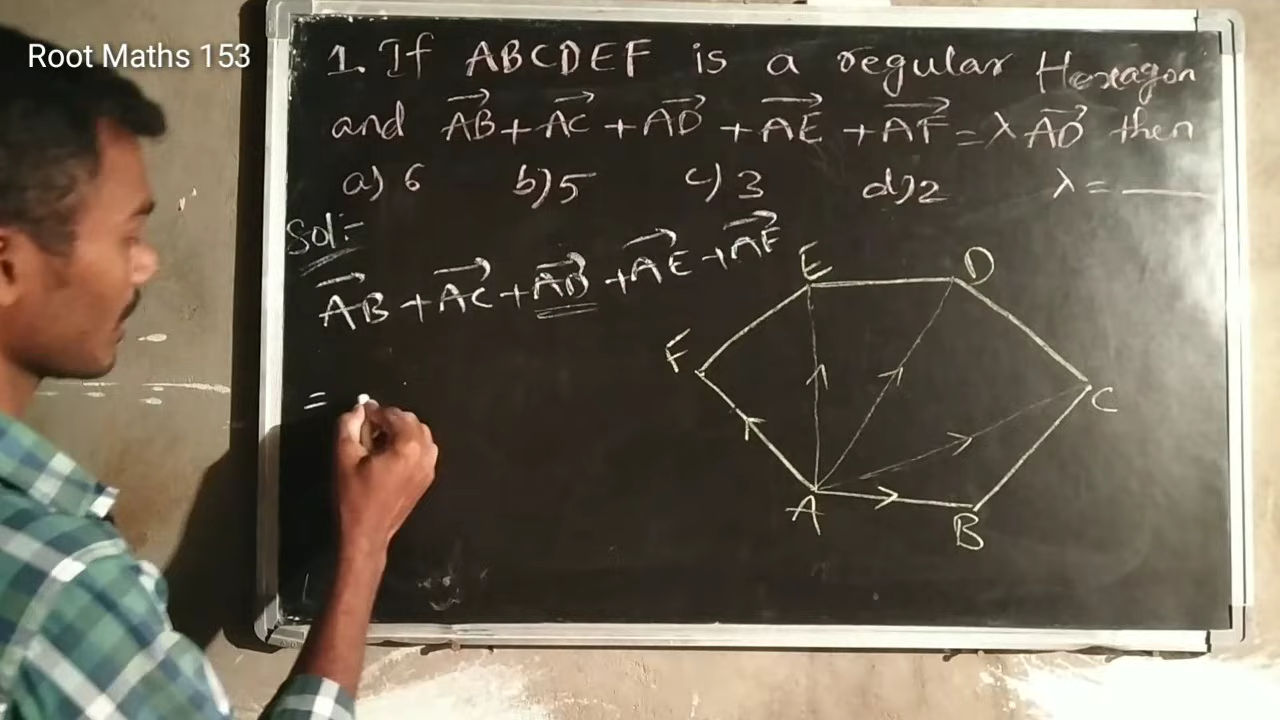 Root Maths 153
1. If ABCDEF is a regular Hexagon
and AB + AC + AD + AE + AF = λ AD then
a) 6 b) 5 c) 3 d) 2 λ = ____
Sol:-
AB + AC + AD + AE + AF
=
E D
F
C
A
B